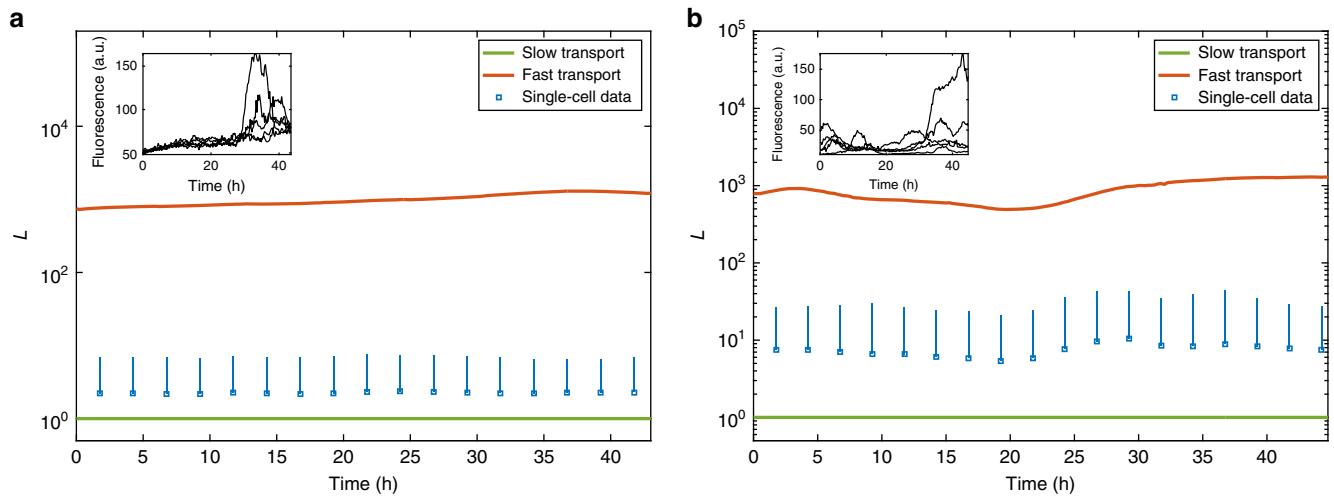 a
Fluorescence (a.u.)
150
100
50
0
20
40
Time (h)
Slow transport
Fast transport
Single-cell data
L
10^4
10^2
10^0
0 5 10 15 20 25 30 35 40
Time (h)
b
Fluorescence (a.u.)
150
100
50
0
20
40
Time (h)
Slow transport
Fast transport
Single-cell data
L
10^5
10^4
10^3
10^2
10^1
10^0
0 5 10 15 20 25 30 35 40
Time (h)